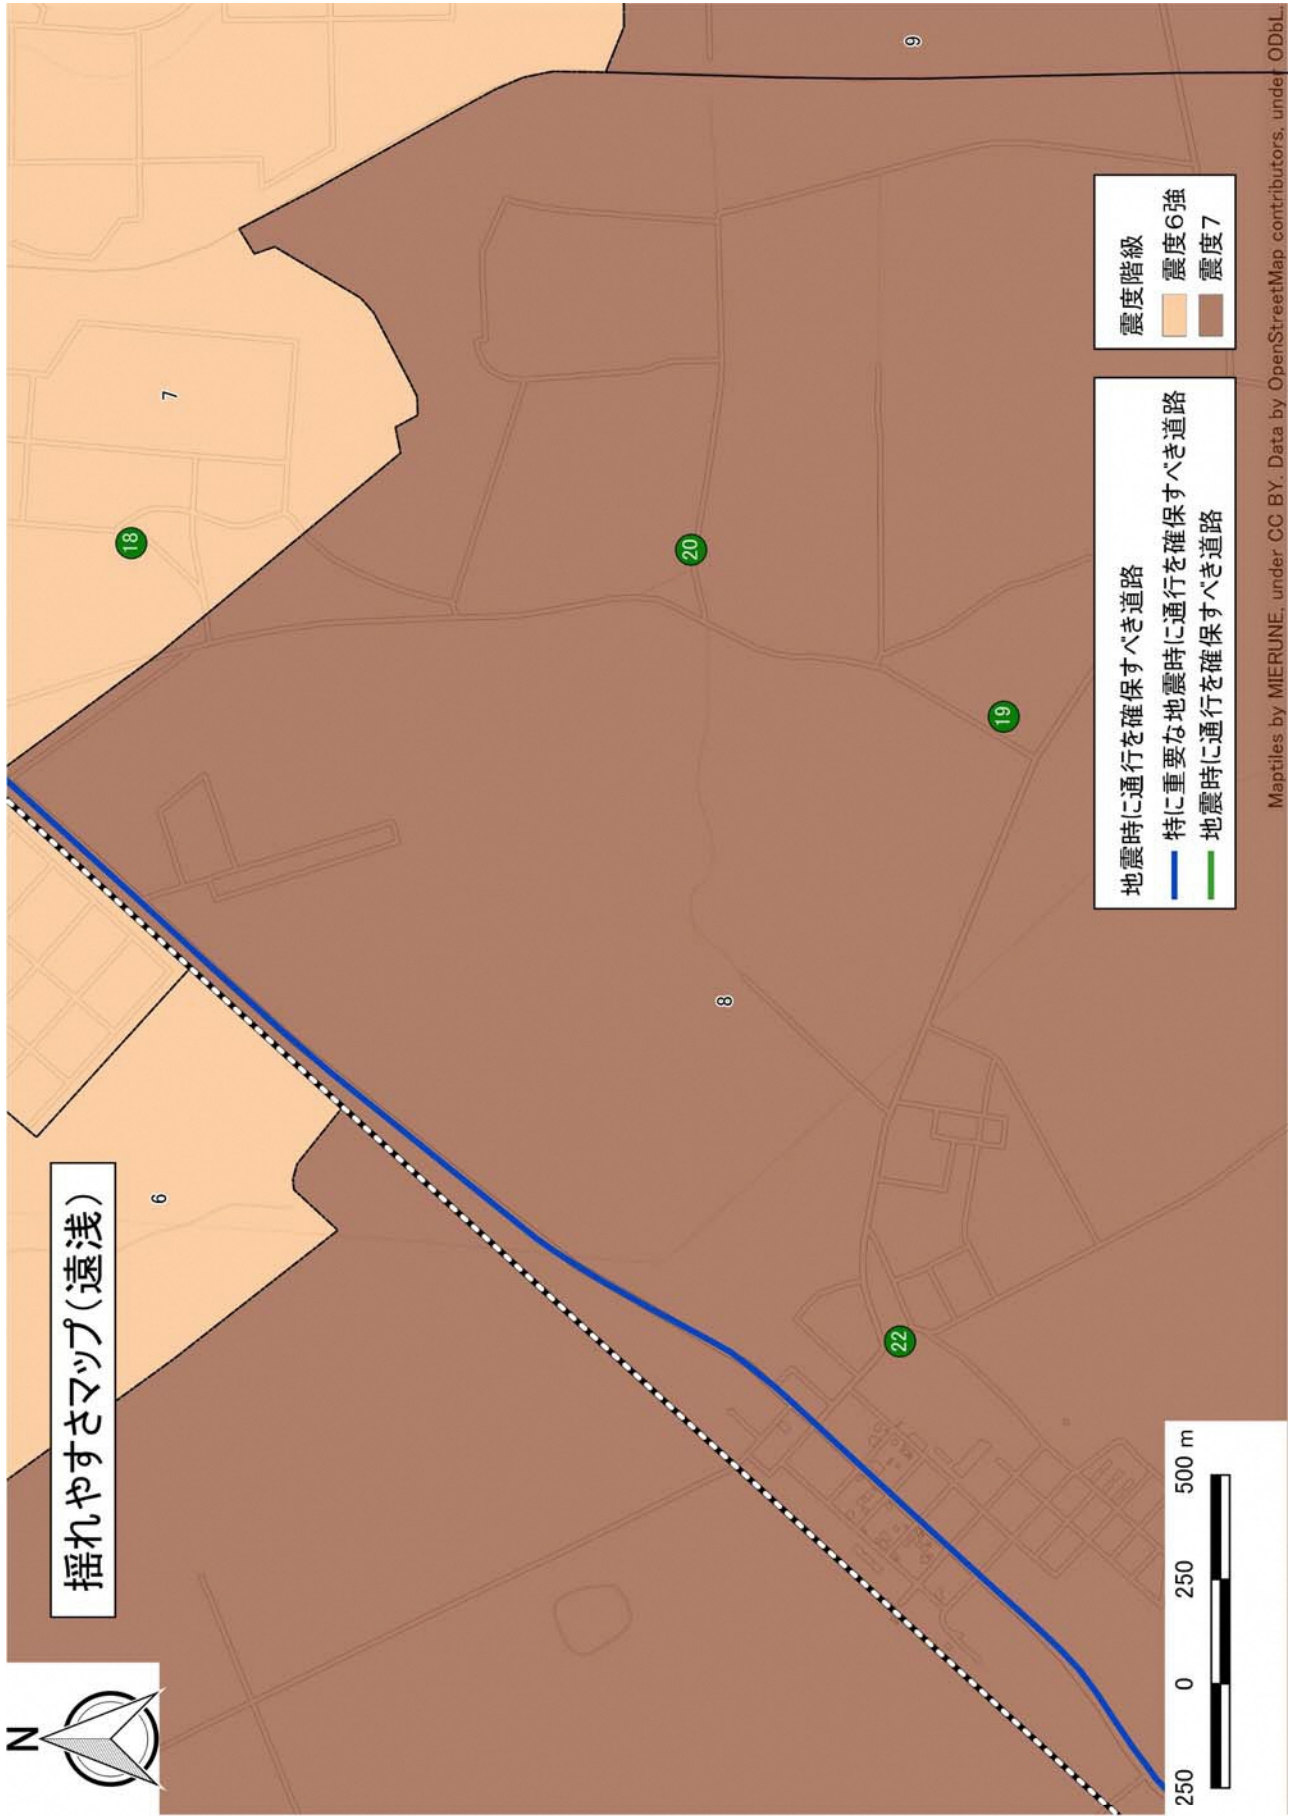 N
揺れやすさマップ(遠浅)
6
18
7
20
8
22
9
19
地震時に通行を確保すべき道路
特に重要な地震時に通行を確保すべき道路
地震時に通行を確保すべき道路
震度階級
震度6強
震度7
250 0 250 500 m
Maptiles by MIERUNE, under CC BY. Data by OpenStreetMap contributors, under ODbL.